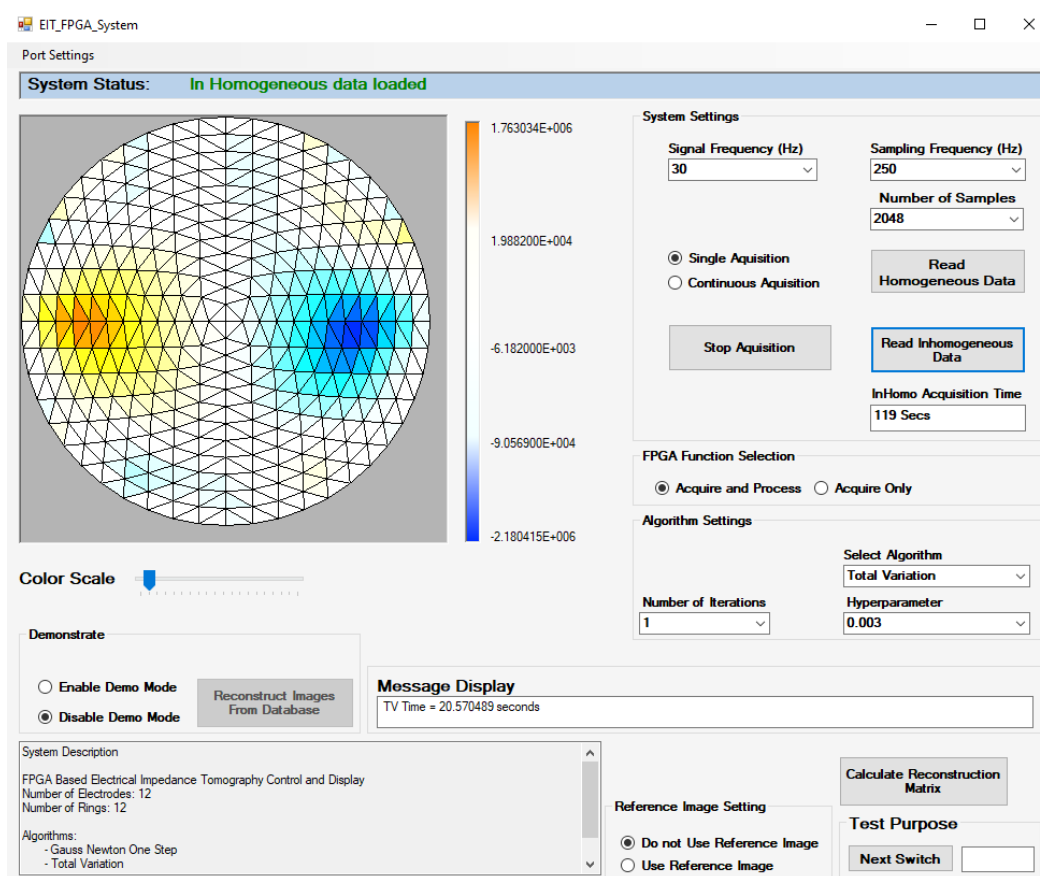 EIT_FPGA_System
Port Settings
System Status: In Homogeneous data loaded
1.763034E+006
1.988200E+004
-6.182000E+003
-9.056900E+004
-2.180415E+006
Color Scale
System Settings
Signal Frequency (Hz)
30
Sampling Frequency (Hz)
250
Number of Samples
2048
Single Aquisition
Continuous Aquisition
Read
Homogeneous Data
Stop Aquisition
Read Inhomogeneous
Data
InHomo Acquisition Time
119 Secs
FPGA Function Selection
Acquire and Process
Acquire Only
Algorithm Settings
Select Algorithm
Total Variation
Number of Iterations
1
Hyperparameter
0.003
Demonstrate
Enable Demo Mode
Disable Demo Mode
Reconstruct Images
From Database
Message Display
TV Time = 20.570489 seconds
System Description
FPGA Based Electrical Impedance Tomography Control and Display
Number of Electrodes: 12
Number of Rings: 12
Algorithms:
- Gauss Newton One Step
- Total Variation
Reference Image Setting
Do not Use Reference Image
Use Reference Image
Calculate Reconstruction
Matrix
Test Purpose
Next Switch